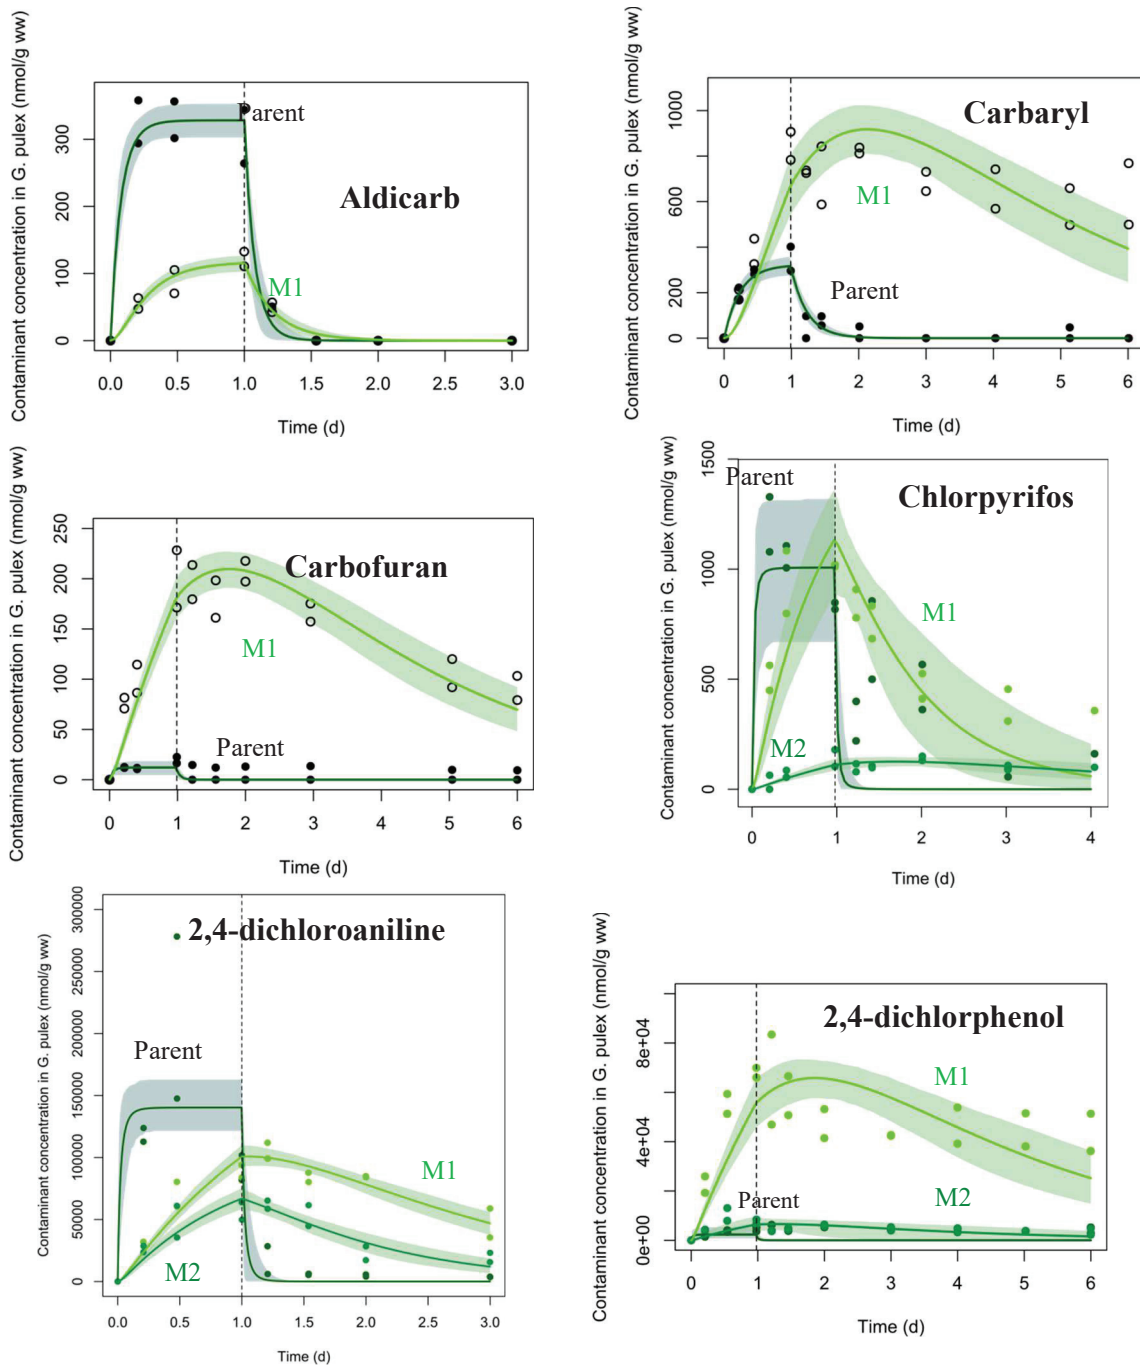 Contaminant concentration in G. pulex (nmol/g ww)
300
200
100
0
Parent
Aldicarb
M1
0.0 0.5 1.0 1.5 2.0 2.5 3.0
Time (d)
Contaminant concentration in G. pulex (nmol/g ww)
1000
600
200
0
Carbaryl
M1
Parent
0 1 2 3 4 5 6
Time (d)
Contaminant concentration in G. pulex (nmol/g ww)
250
200
150
100
50
0
Carbofuran
M1
Parent
0 1 2 3 4 5 6
Time (d)
Contaminant concentration in G. pulex (nmol/g ww)
1500
1000
500
0
Parent
Chlorpyrifos
M1
M2
0 1 2 3 4
Time (d)
Contaminant concentration in G. pulex (nmol/g ww)
300000
250000
200000
150000
100000
50000
0
2,4-dichloroaniline
Parent
M1
M2
0.0 0.5 1.0 1.5 2.0 2.5 3.0
Time (d)
Contaminant concentration in G. pulex (nmol/g ww)
8e+04
4e+04
0e+00
2,4-dichlorphenol
M1
M2
Parent
0 1 2 3 4 5 6
Time (d)